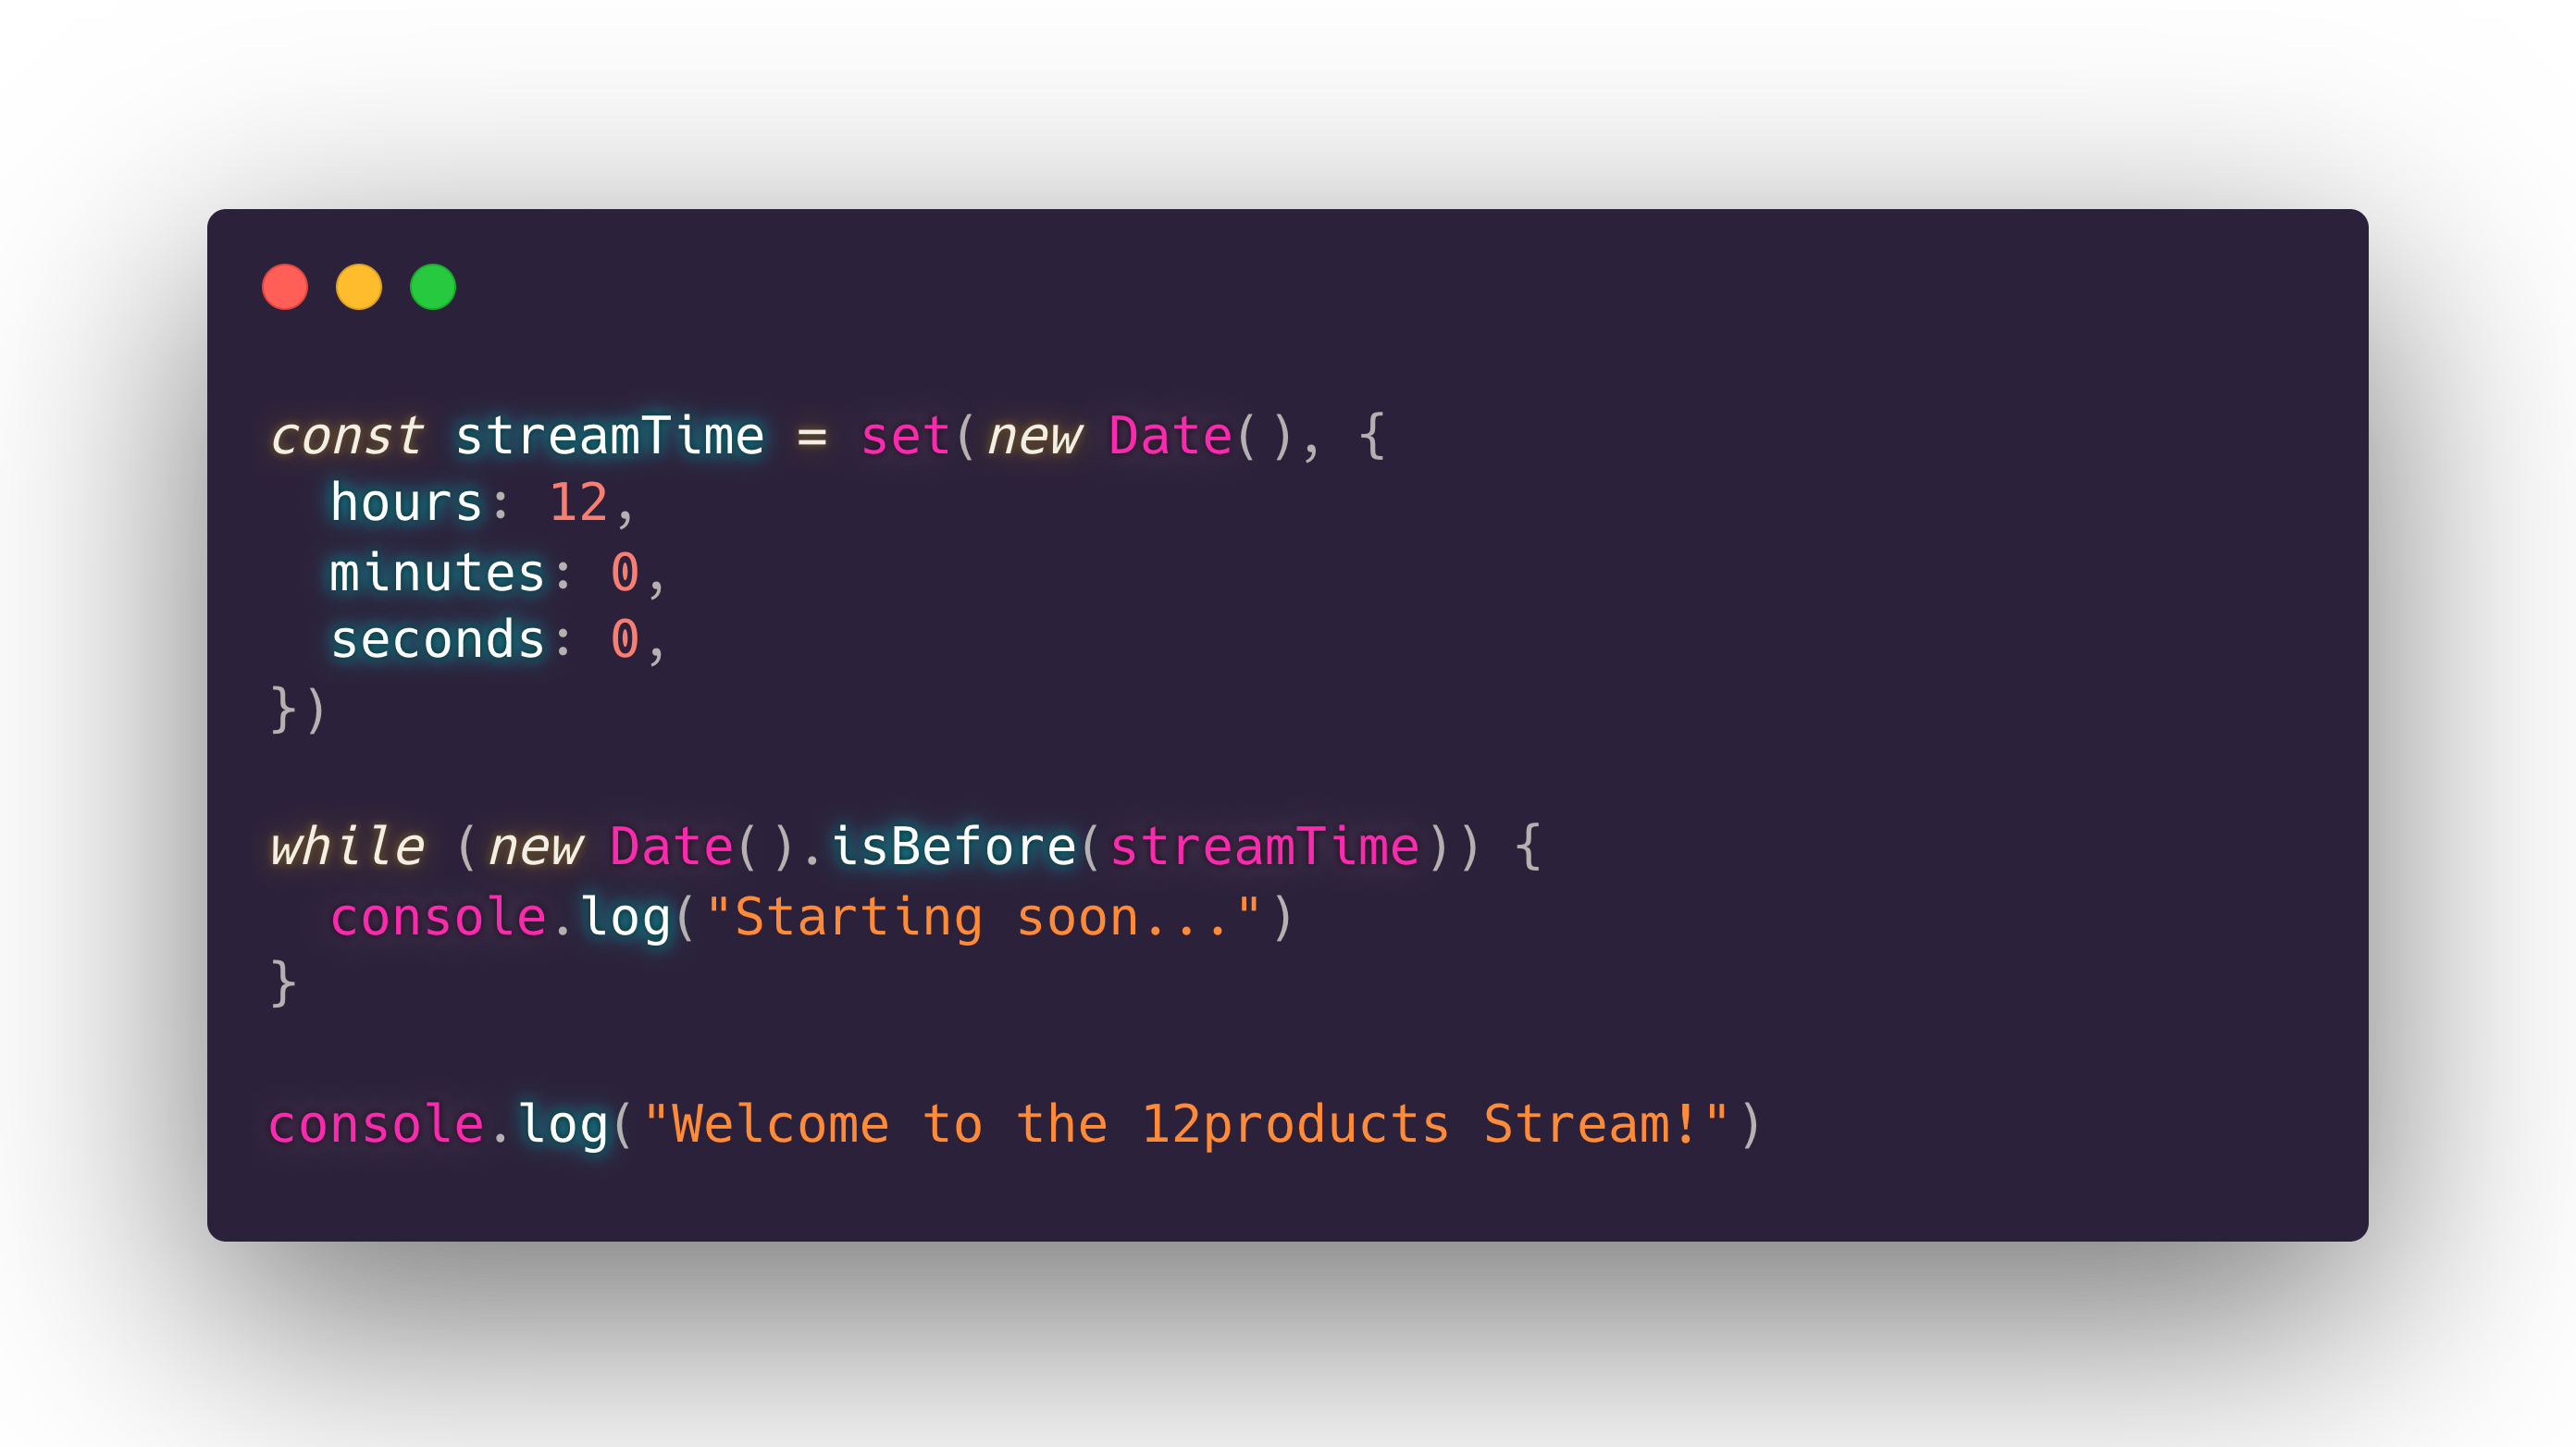 const streamTime = set(new Date(), {
  hours: 12,
  minutes: 0,
  seconds: 0,
})

while (new Date().isBefore(streamTime)) {
  console.log("Starting soon...")
}

console.log("Welcome to the 12products Stream!")